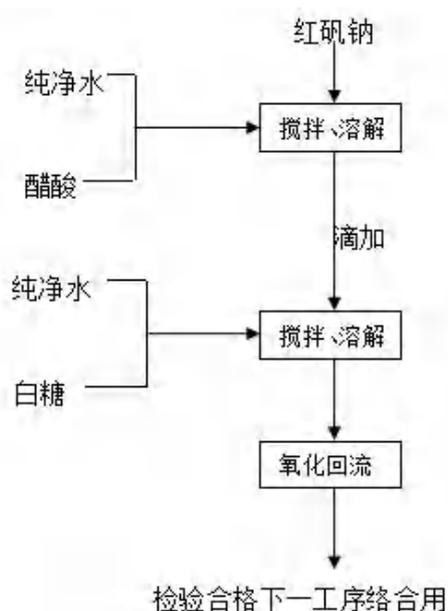 红矾钠
纯净水
搅拌、溶解
醋酸
滴加
纯净水
搅拌、溶解
白糖
氧化回流
检验合格下一工序络合用